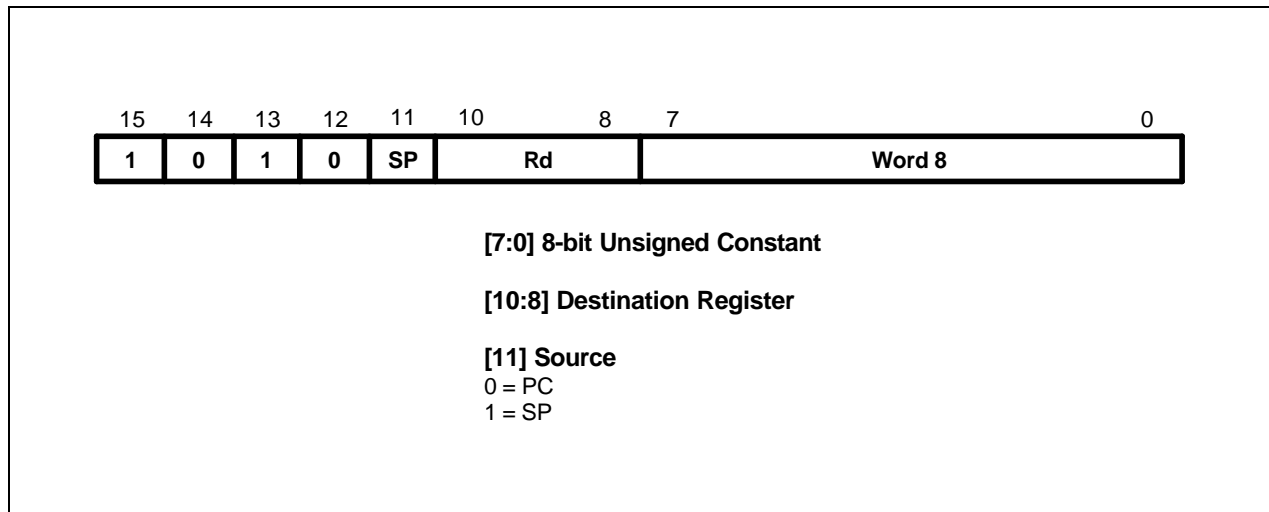 15 14 13 12 11 10 8 7 0
1 0 1 0 SP Rd Word 8
[7:0] 8-bit Unsigned Constant
[10:8] Destination Register
[11] Source
0 = PC
1 = SP